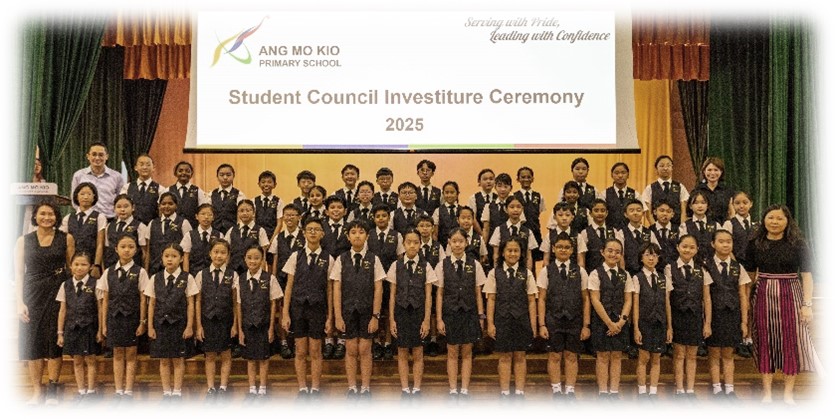 Serving with Pride,
Leading with Confidence
ANG MO KIO
PRIMARY SCHOOL
Student Council Investiture Ceremony
2025
ANG MO KIO